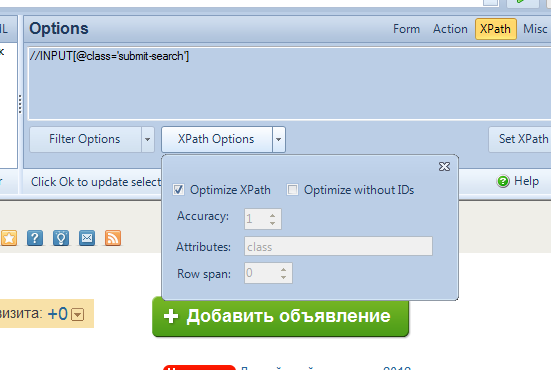 Options
Form Action XPath Misc
//INPUT[@class='submit-search']
Filter Options XPath Options Set XPath
Click Ok to update select Help
Optimize XPath Optimize without IDs
Accuracy: 1
Attributes: class
Row span: 0
визита: +0
+ Добавить объявление